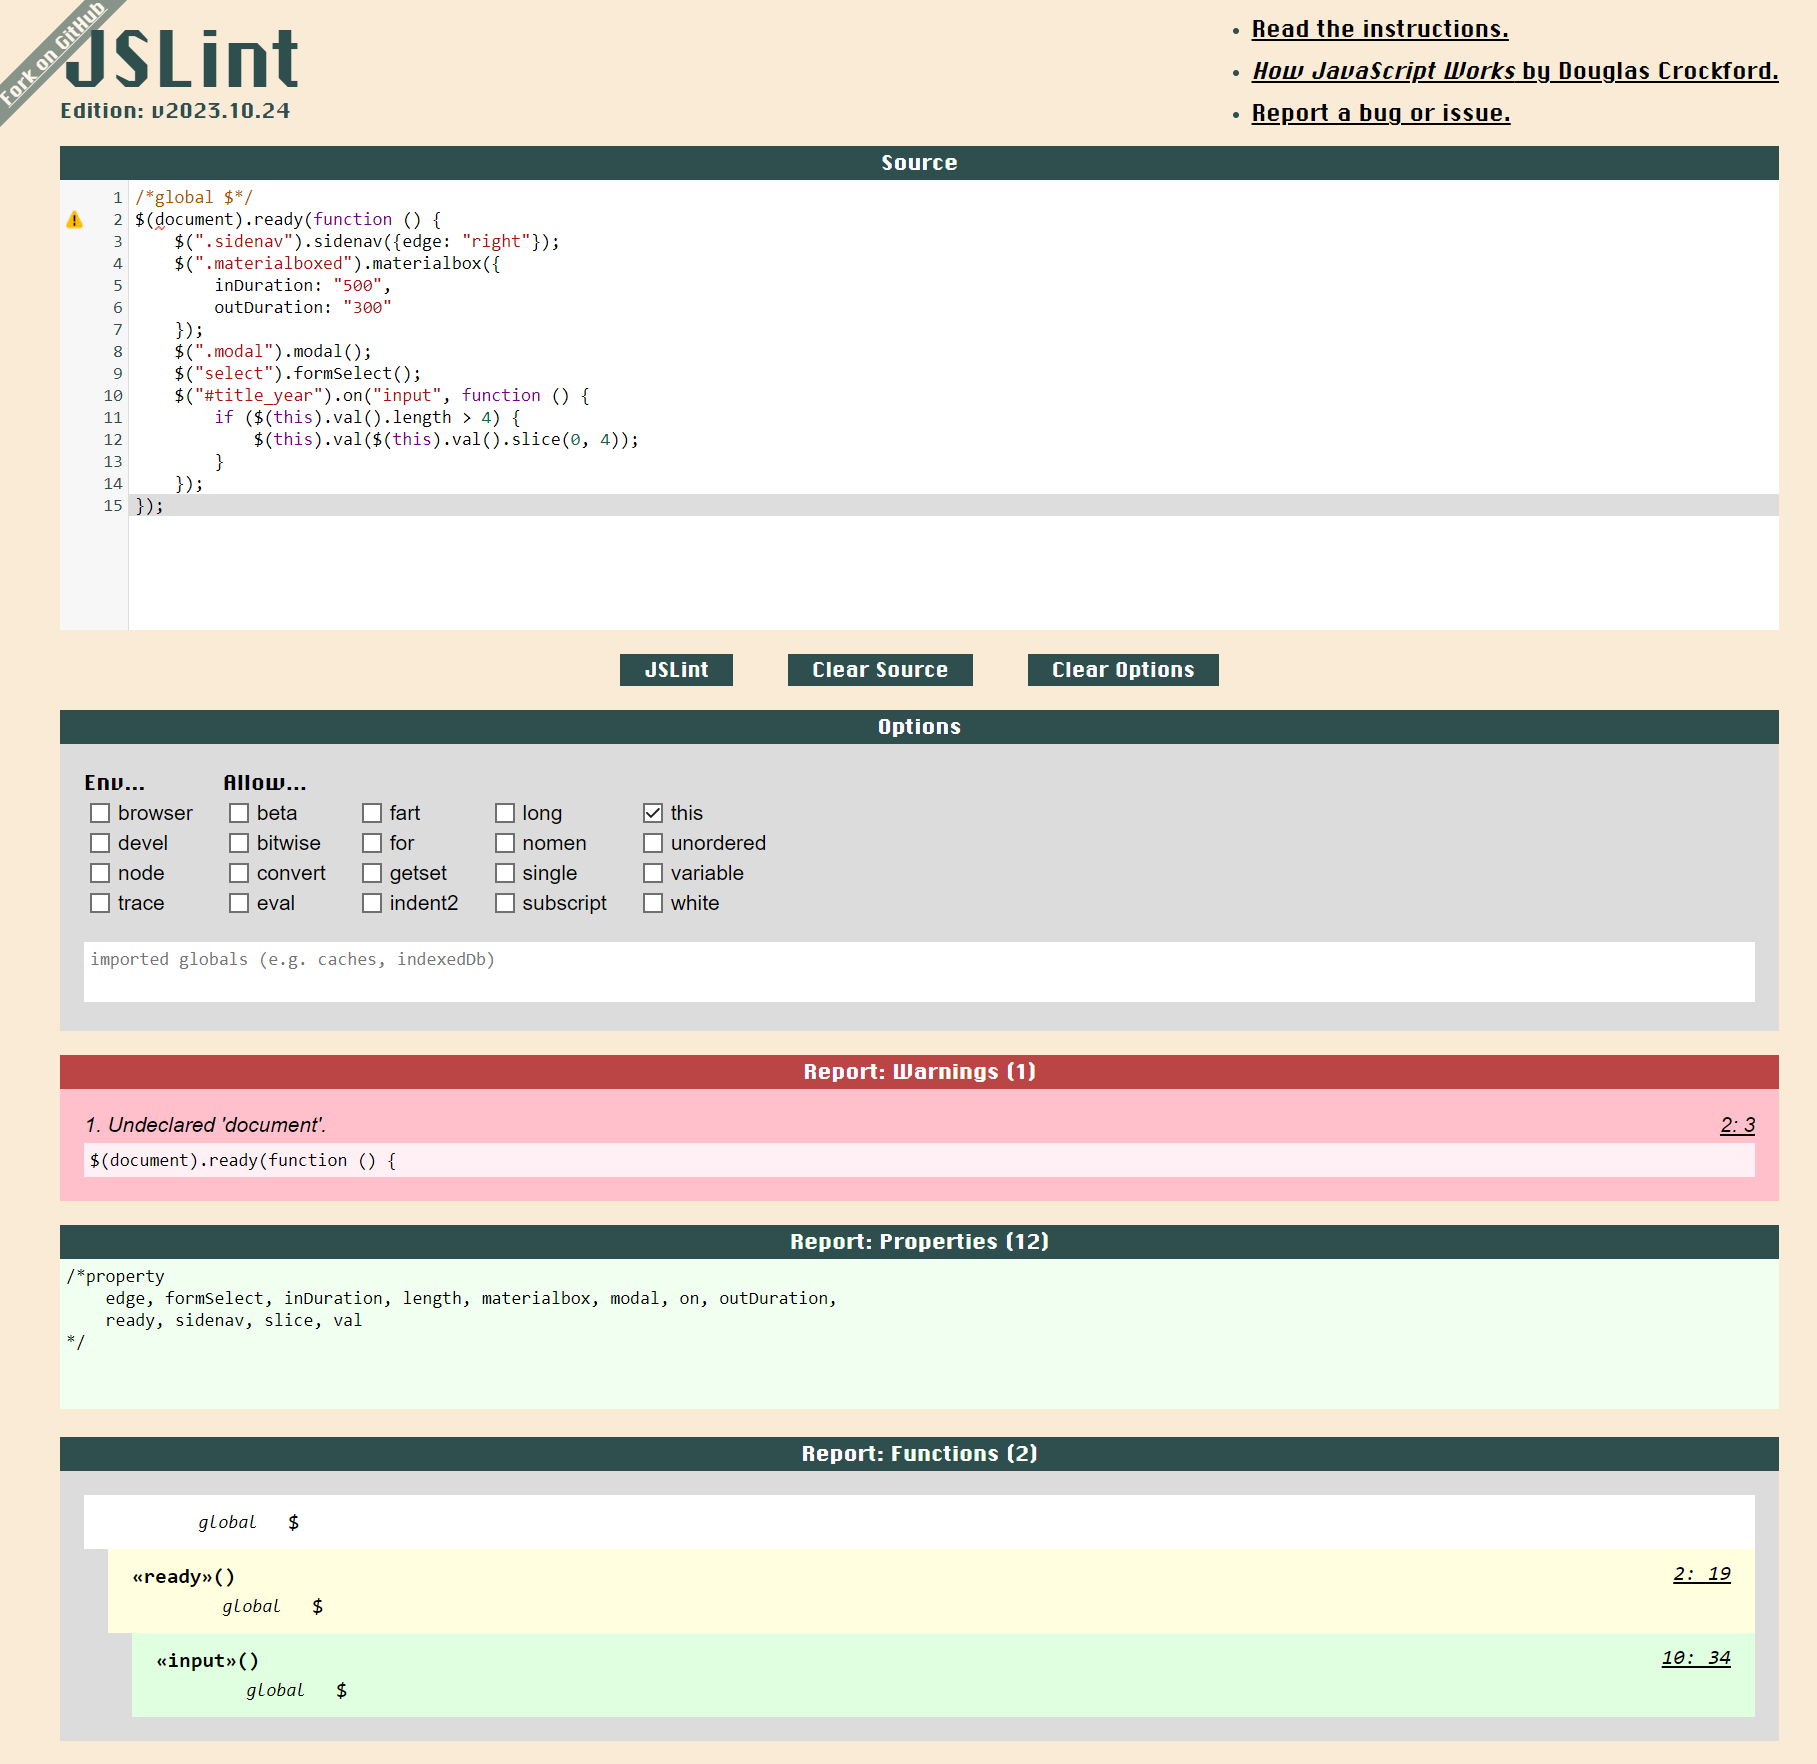 Fork on GitHub
JSLint
Edition: v2023.10.24
Read the instructions.
How JavaScript Works by Douglas Crockford.
Report a bug or issue.
Source
1 /*global $*/
2 $(document).ready(function () {
3     $(".sidenav").sidenav({edge: "right"});
4     $(".materialboxed").materialbox({
5         inDuration: "500",
6         outDuration: "300"
7     });
8     $(".modal").modal();
9     $("select").formSelect();
10     $("#title_year").on("input", function () {
11         if ($(this).val().length > 4) {
12             $(this).val($(this).val().slice(0, 4));
13         }
14     });
15 });
JSLint Clear Source Clear Options
Options
Env... Allow...
browser beta fart long this
devel bitwise for nomen unordered
node convert getset single variable
trace eval indent2 subscript white
imported globals (e.g. caches, indexedDb)
Report: Warnings (1)
1. Undeclared 'document'. 2: 3
$(document).ready(function () {
Report: Properties (12)
/*property
    edge, formSelect, inDuration, length, materialbox, modal, on, outDuration,
    ready, sidenav, slice, val
*/
Report: Functions (2)
global $
«ready»() 2: 19
global $
«input»() 10: 34
global $